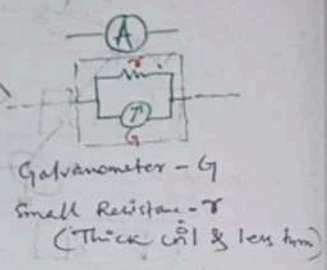 A
r
G
Galvanometer - G
Small Resistance - r
(Thick coil & less turn)